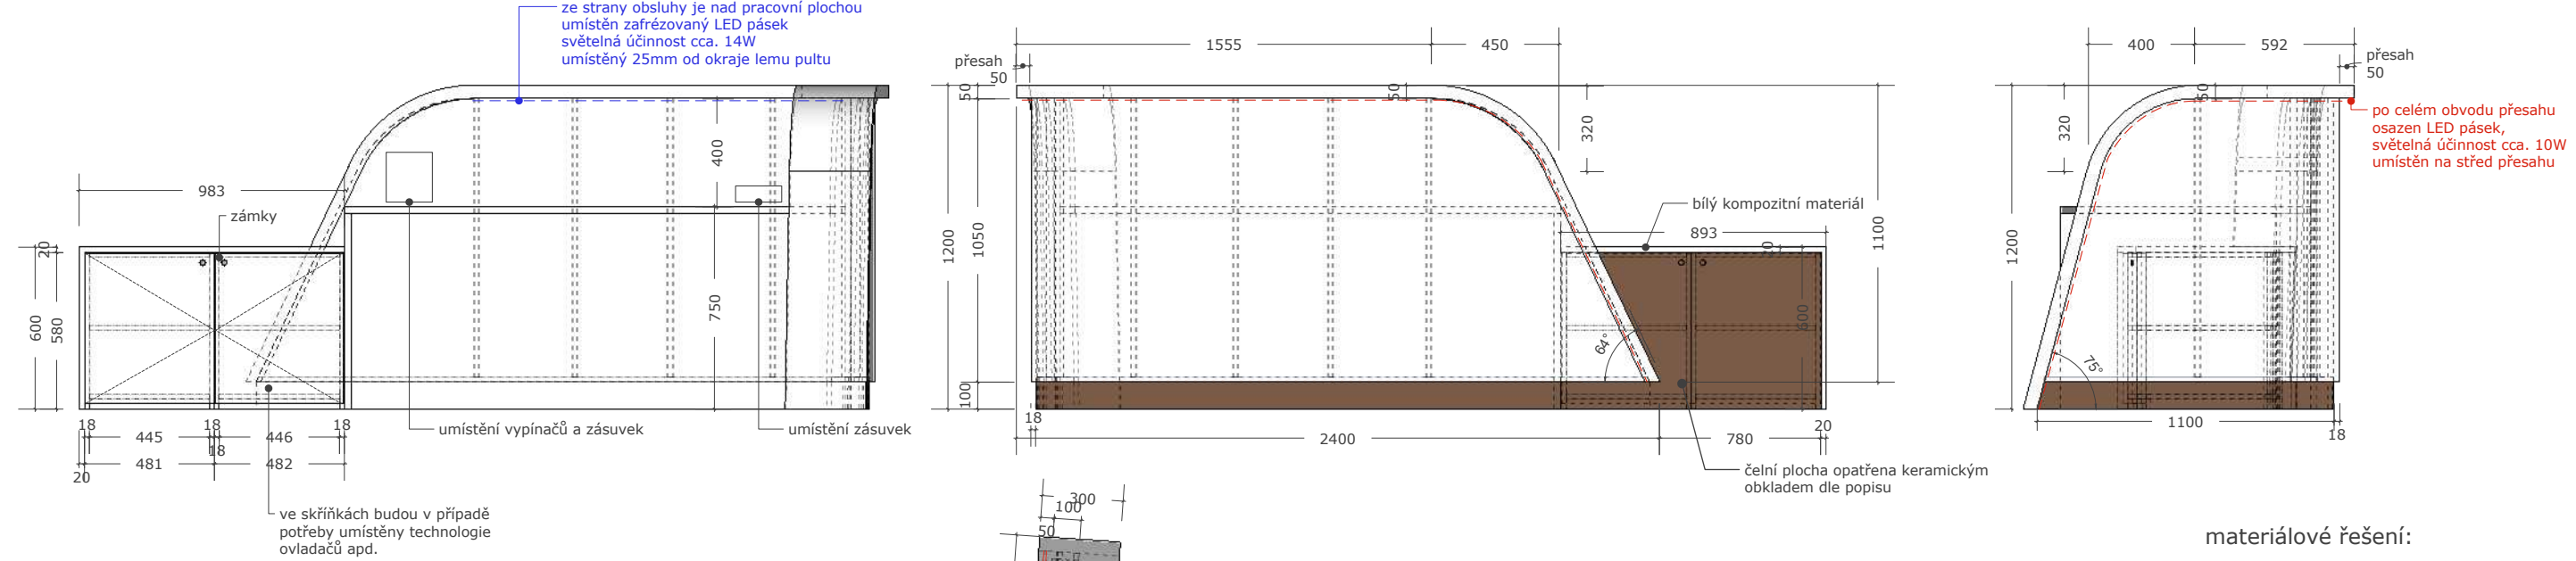 ze strany obsluhy je nad pracovní plochou
umístěn zafrézovaný LED pásek
světelná účinnost cca. 14W
umístěný 25mm od okraje lemu pultu
983
zámky
400
750
20
600
580
18
445
18
18
446
18
481
482
20
umístění vypínačů a zásuvek
umístění zásuvek
ve skříňkách budou v případě
potřeby umístěny technologie
ovladačů apd.
1555
450
přesah
50
50
50
320
1200
1050
1100
100
bílý kompozitní materiál
893
20
600
64°
18
2400
780
20
čelní plocha opatřena keramickým
obkladem dle popisu
300
100
50
400
592
přesah
50
50
320
1200
po celém obvodu přesahu
osazen LED pásek,
světelná účinnost cca. 10W
umístěn na střed přesahu
75°
1100
18
materiálové řešení: